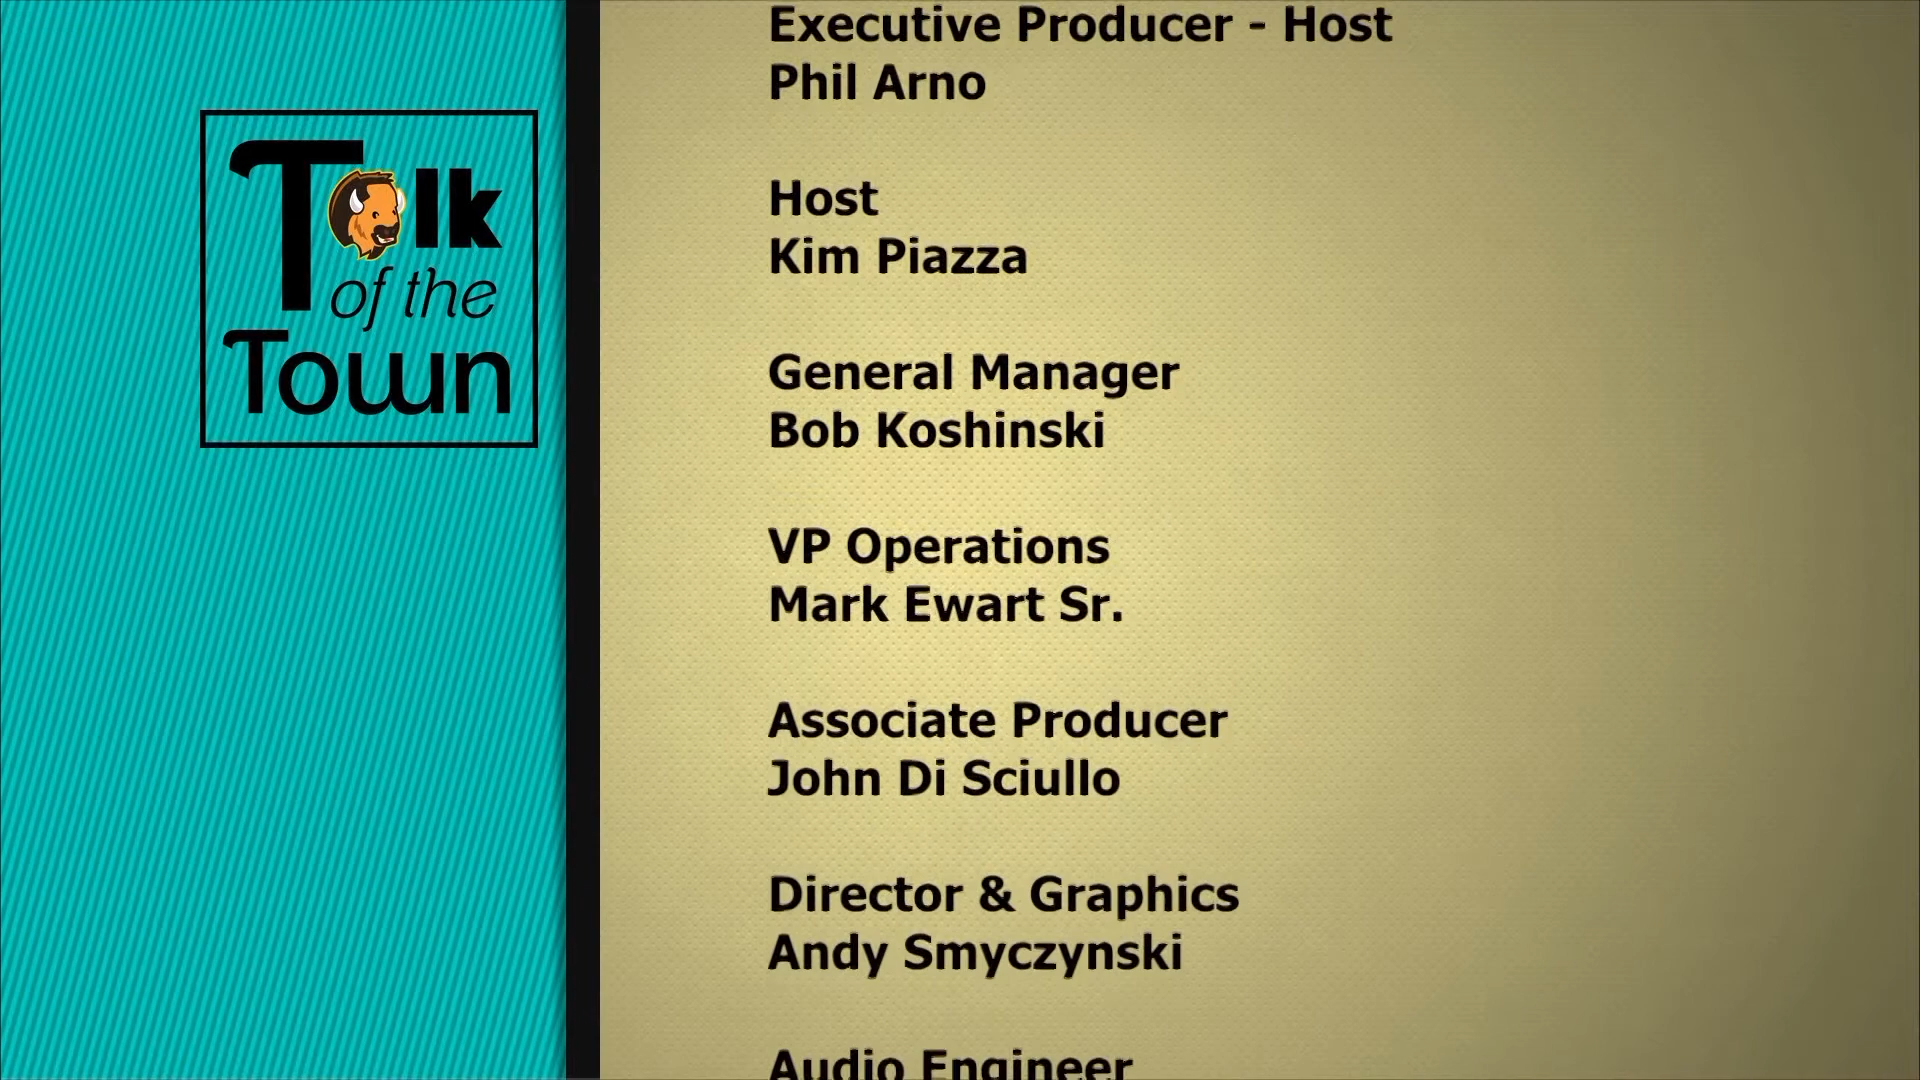 Talk
of the
Town
Executive Producer - Host
Phil Arno
Host
Kim Piazza
General Manager
Bob Koshinski
VP Operations
Mark Ewart Sr.
Associate Producer
John Di Sciullo
Director & Graphics
Andy Smyczynski
Audio Engineer